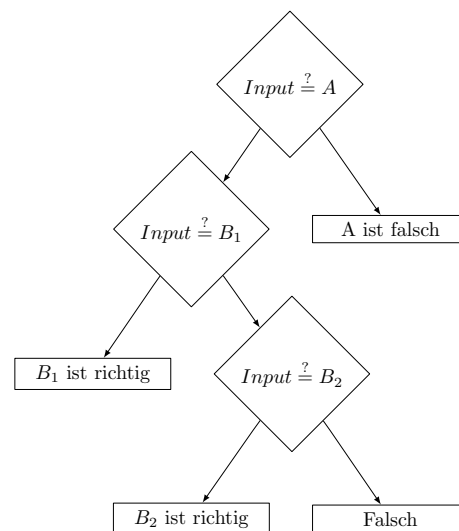 Input ≟ A
Input ≟ B₁
A ist falsch
B₁ ist richtig
Input ≟ B₂
B₂ ist richtig
Falsch